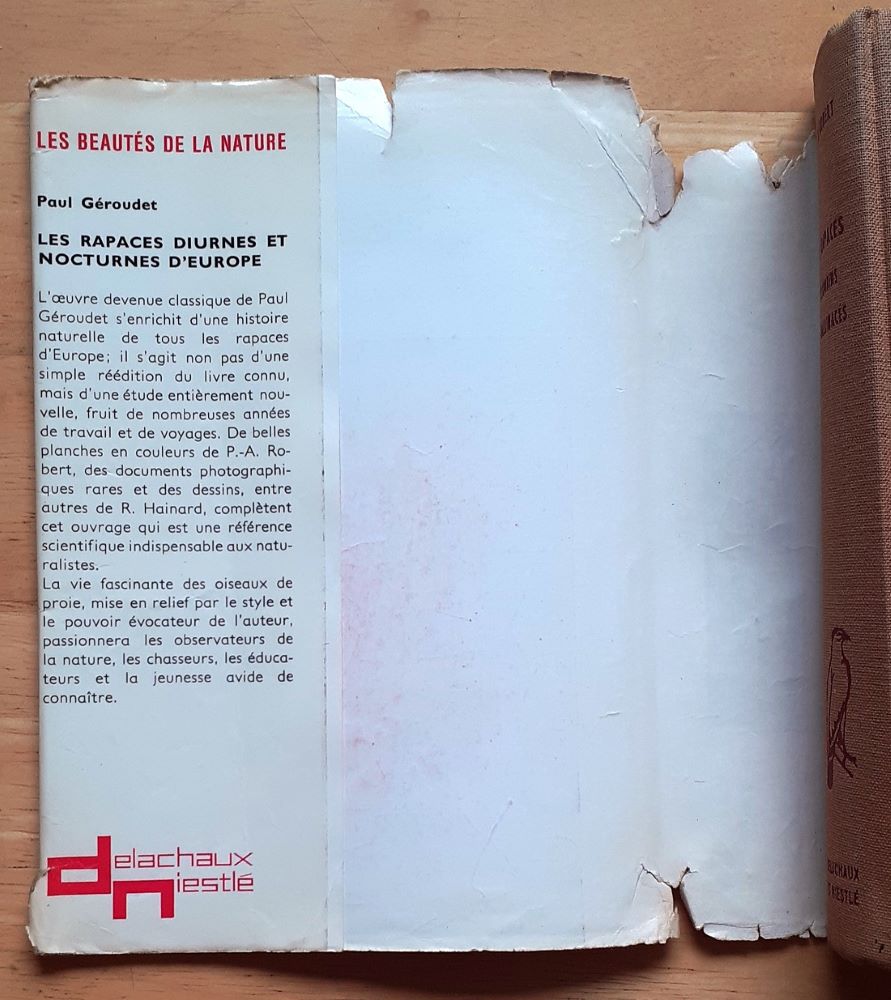 LES BEAUTÉS DE LA NATURE
Paul Géroudet
LES RAPACES DIURNES ET
NOCTURNES D'EUROPE
L'œuvre devenue classique de Paul
Géroudet s'enrichit d'une histoire
naturelle de tous les rapaces
d'Europe; il s'agit non pas d'une
simple réédition du livre connu,
mais d'une étude entièrement nou-
velle, fruit de nombreuses années
de travail et de voyages. De belles
planches en couleurs de P.-A. Ro-
bert, des documents photographi-
ques rares et des dessins, entre
autres de R. Hainard, complètent
cet ouvrage qui est une référence
scientifique indispensable aux natu-
ralistes.
La vie fascinante des oiseaux de
proie, mise en relief par le style et
le pouvoir évocateur de l'auteur,
passionnera les observateurs de
la nature, les chasseurs, les éduca-
teurs et la jeunesse avide de
connaître.
delachaux
niestlé
NIESTLÉ